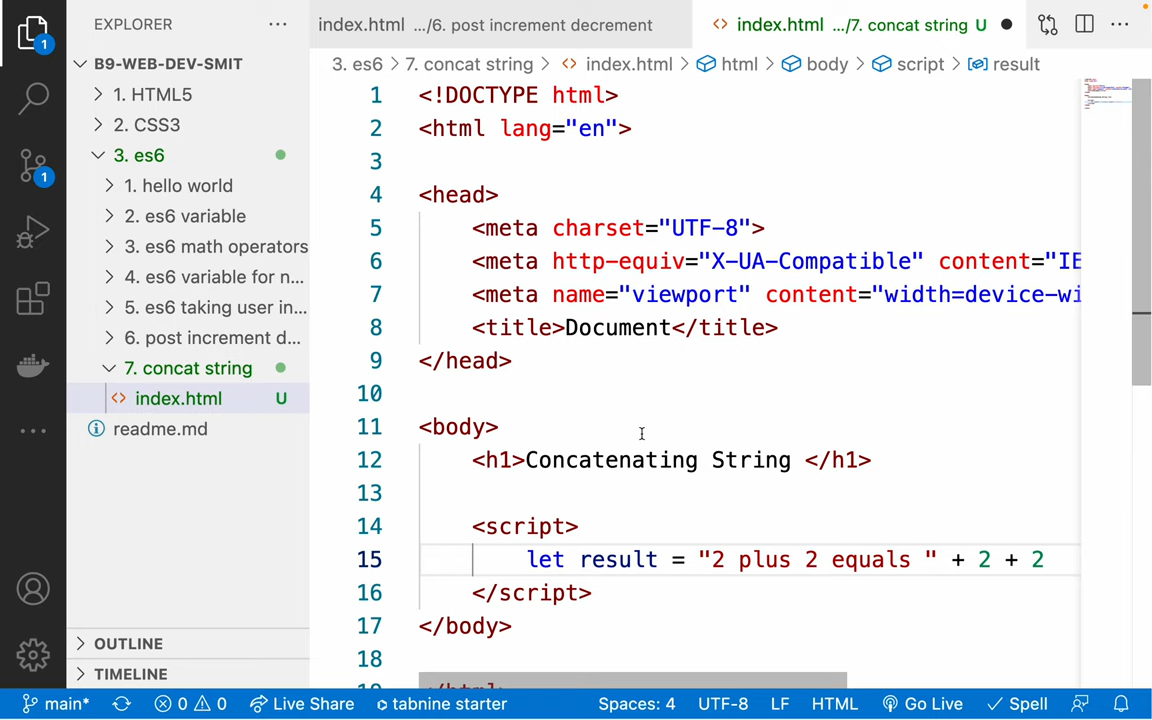 EXPLORER
index.html .../6. post increment decrement
index.html .../7. concat string U
B9-WEB-DEV-SMIT
3. es6 > 7. concat string > index.html > html > body > script > result
1. HTML5
2. CSS3
3. es6
1. hello world
2. es6 variable
3. es6 math operators
4. es6 variable for n...
5. es6 taking user in...
6. post increment d...
7. concat string
index.html U
readme.md
1 <!DOCTYPE html>
2 <html lang="en">
3
4 <head>
5 <meta charset="UTF-8">
6 <meta http-equiv="X-UA-Compatible" content="IE
7 <meta name="viewport" content="width=device-wi
8 <title>Document</title>
9 </head>
10
11 <body>
12 <h1>Concatenating String </h1>
13
14 <script>
15 let result = "2 plus 2 equals " + 2 + 2
16 </script>
17 </body>
18
19 </html>
1
1
OUTLINE
TIMELINE
main* 0 0 Live Share tabnine starter Spaces: 4 UTF-8 LF HTML Go Live Spell